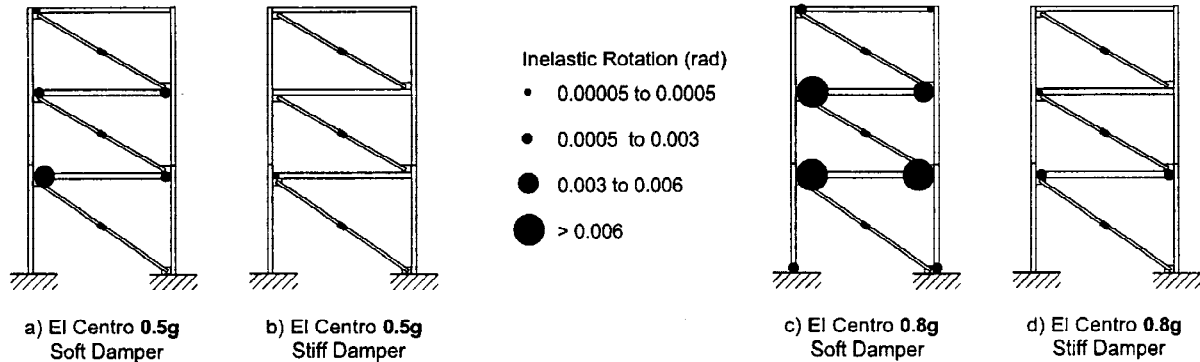 Inelastic Rotation (rad)
0.00005 to 0.0005
0.0005 to 0.003
0.003 to 0.006
> 0.006
a) El Centro 0.5g
Soft Damper
b) El Centro 0.5g
Stiff Damper
c) El Centro 0.8g
Soft Damper
d) El Centro 0.8g
Stiff Damper